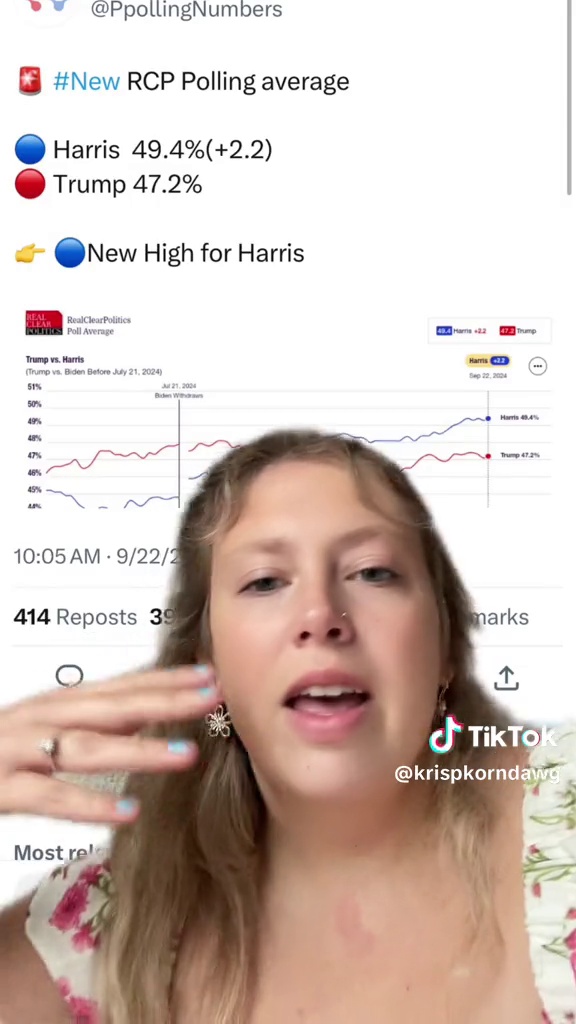 @PpollingNumbers
#New RCP Polling average
Harris 49.4%(+2.2)
Trump 47.2%
New High for Harris
REAL
CLEAR
POLITICS
RealClearPolitics
Poll Average
49.4 Harris +2.2 47.2 Trump
Trump vs. Harris
(Trump vs. Biden Before July 21, 2024)
Harris +2.2
Sep 22, 2024
Jul 21, 2024
Biden Withdraws
51%
50%
49%
48%
47%
46%
45%
44%
Harris 49.4%
Trump 47.2%
10:05 AM · 9/22/2
414 Reposts 39
marks
TikTok
@krispkorndawg
Most rel